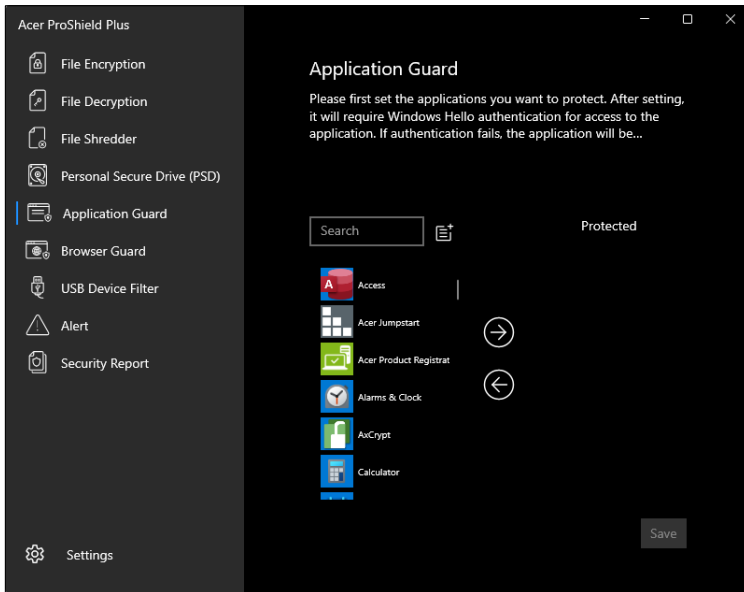 Acer ProShield Plus
File Encryption
File Decryption
File Shredder
Personal Secure Drive (PSD)
Application Guard
Browser Guard
USB Device Filter
Alert
Security Report
Settings
Application Guard
Please first set the applications you want to protect. After setting,
it will require Windows Hello authentication for access to the
application. If authentication fails, the application will be...
Search
Protected
A
Access
Acer Jumpstart
Acer Product Registrat
Alarms & Clock
AxCrypt
Calculator
Save